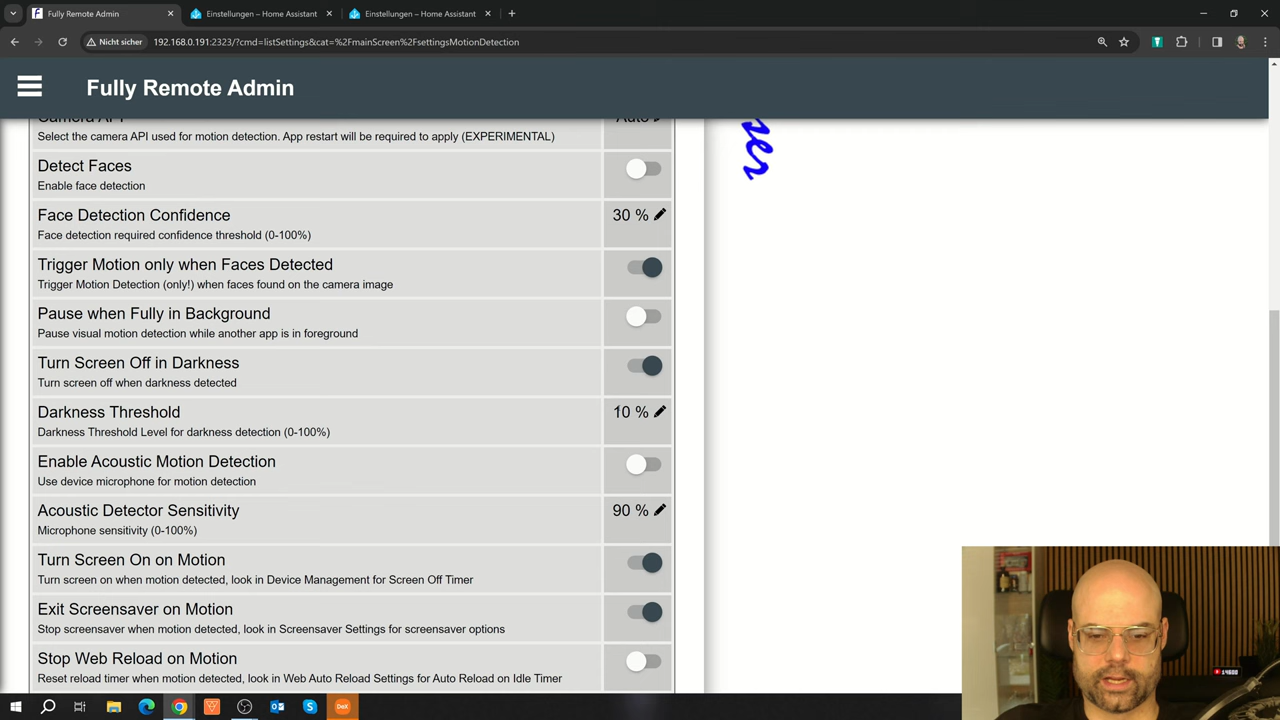 Fully Remote Admin
Einstellungen – Home Assistant
Einstellungen – Home Assistant
Nicht sicher
192.168.0.191:2323/?cmd=listSettings&cat=%2FmainScreen%2FsettingsMotionDetection
Fully Remote Admin
Camera API
Auto
Select the camera API used for motion detection. App restart will be required to apply (EXPERIMENTAL)
Detect Faces
Enable face detection
Face Detection Confidence
30 %
Face detection required confidence threshold (0-100%)
Trigger Motion only when Faces Detected
Trigger Motion Detection (only!) when faces found on the camera image
Pause when Fully in Background
Pause visual motion detection while another app is in foreground
Turn Screen Off in Darkness
Turn screen off when darkness detected
Darkness Threshold
10 %
Darkness Threshold Level for darkness detection (0-100%)
Enable Acoustic Motion Detection
Use device microphone for motion detection
Acoustic Detector Sensitivity
90 %
Microphone sensitivity (0-100%)
Turn Screen On on Motion
Turn screen on when motion detected, look in Device Management for Screen Off Timer
Exit Screensaver on Motion
Stop screensaver when motion detected, look in Screensaver Settings for screensaver options
Stop Web Reload on Motion
Reset reload timer when motion detected, look in Web Auto Reload Settings for Auto Reload on Idle Timer
DeX